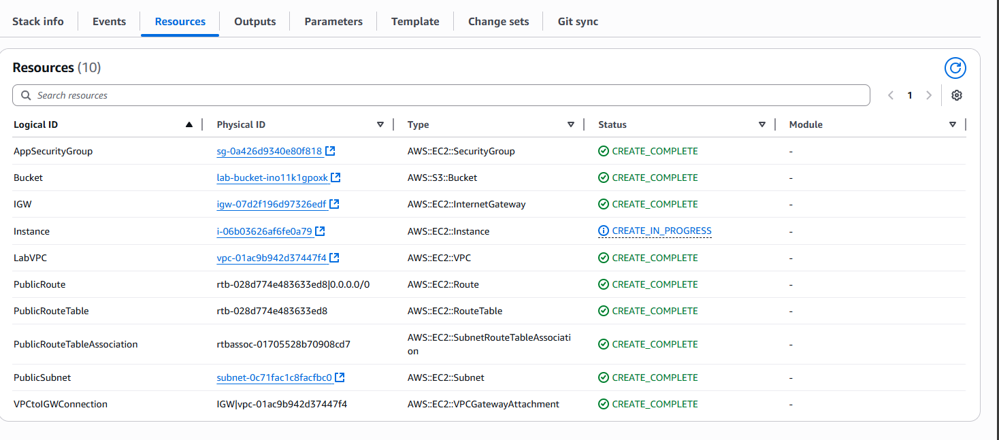 Stack info Events Resources Outputs Parameters Template Change sets Git sync
Resources (10)
Search resources
1
Logical ID Physical ID Type Status Module
AppSecurityGroup sg-0a426d9340e80f818 AWS::EC2::SecurityGroup CREATE_COMPLETE -
Bucket lab-bucket-ino11k1gpoxk AWS::S3::Bucket CREATE_COMPLETE -
IGW igw-07d2f196d97326edf AWS::EC2::InternetGateway CREATE_COMPLETE -
Instance i-06b03626af6fe0a79 AWS::EC2::Instance CREATE_IN_PROGRESS -
LabVPC vpc-01ac9b942d37447f4 AWS::EC2::VPC CREATE_COMPLETE -
PublicRoute rtb-028d774e483633ed8|0.0.0.0/0 AWS::EC2::Route CREATE_COMPLETE -
PublicRouteTable rtb-028d774e483633ed8 AWS::EC2::RouteTable CREATE_COMPLETE -
PublicRouteTableAssociation rtbassoc-01705528b70908cd7 AWS::EC2::SubnetRouteTableAssociati CREATE_COMPLETE -
on
PublicSubnet subnet-0c71fac1c8facfbc0 AWS::EC2::Subnet CREATE_COMPLETE -
VPCtoIGWConnection IGW|vpc-01ac9b942d37447f4 AWS::EC2::VPCGatewayAttachment CREATE_COMPLETE -